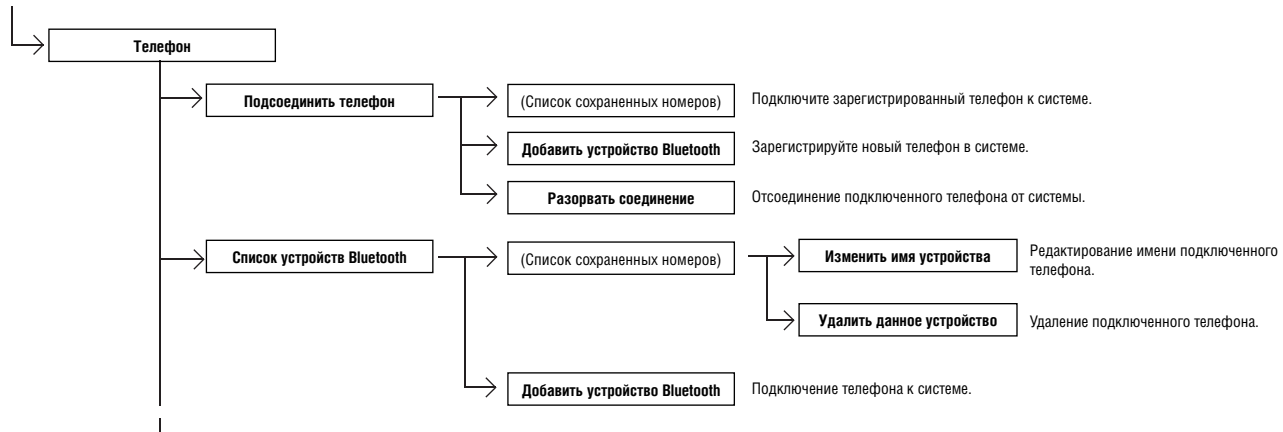 Телефон
Подсоединить телефон
(Список сохраненных номеров)
Подключите зарегистрированный телефон к системе.
Добавить устройство Bluetooth
Зарегистрируйте новый телефон в системе.
Разорвать соединение
Отсоединение подключенного телефона от системы.
Список устройств Bluetooth
(Список сохраненных номеров)
Изменить имя устройства
Редактирование имени подключенного
телефона.
Удалить данное устройство
Удаление подключенного телефона.
Добавить устройство Bluetooth
Подключение телефона к системе.